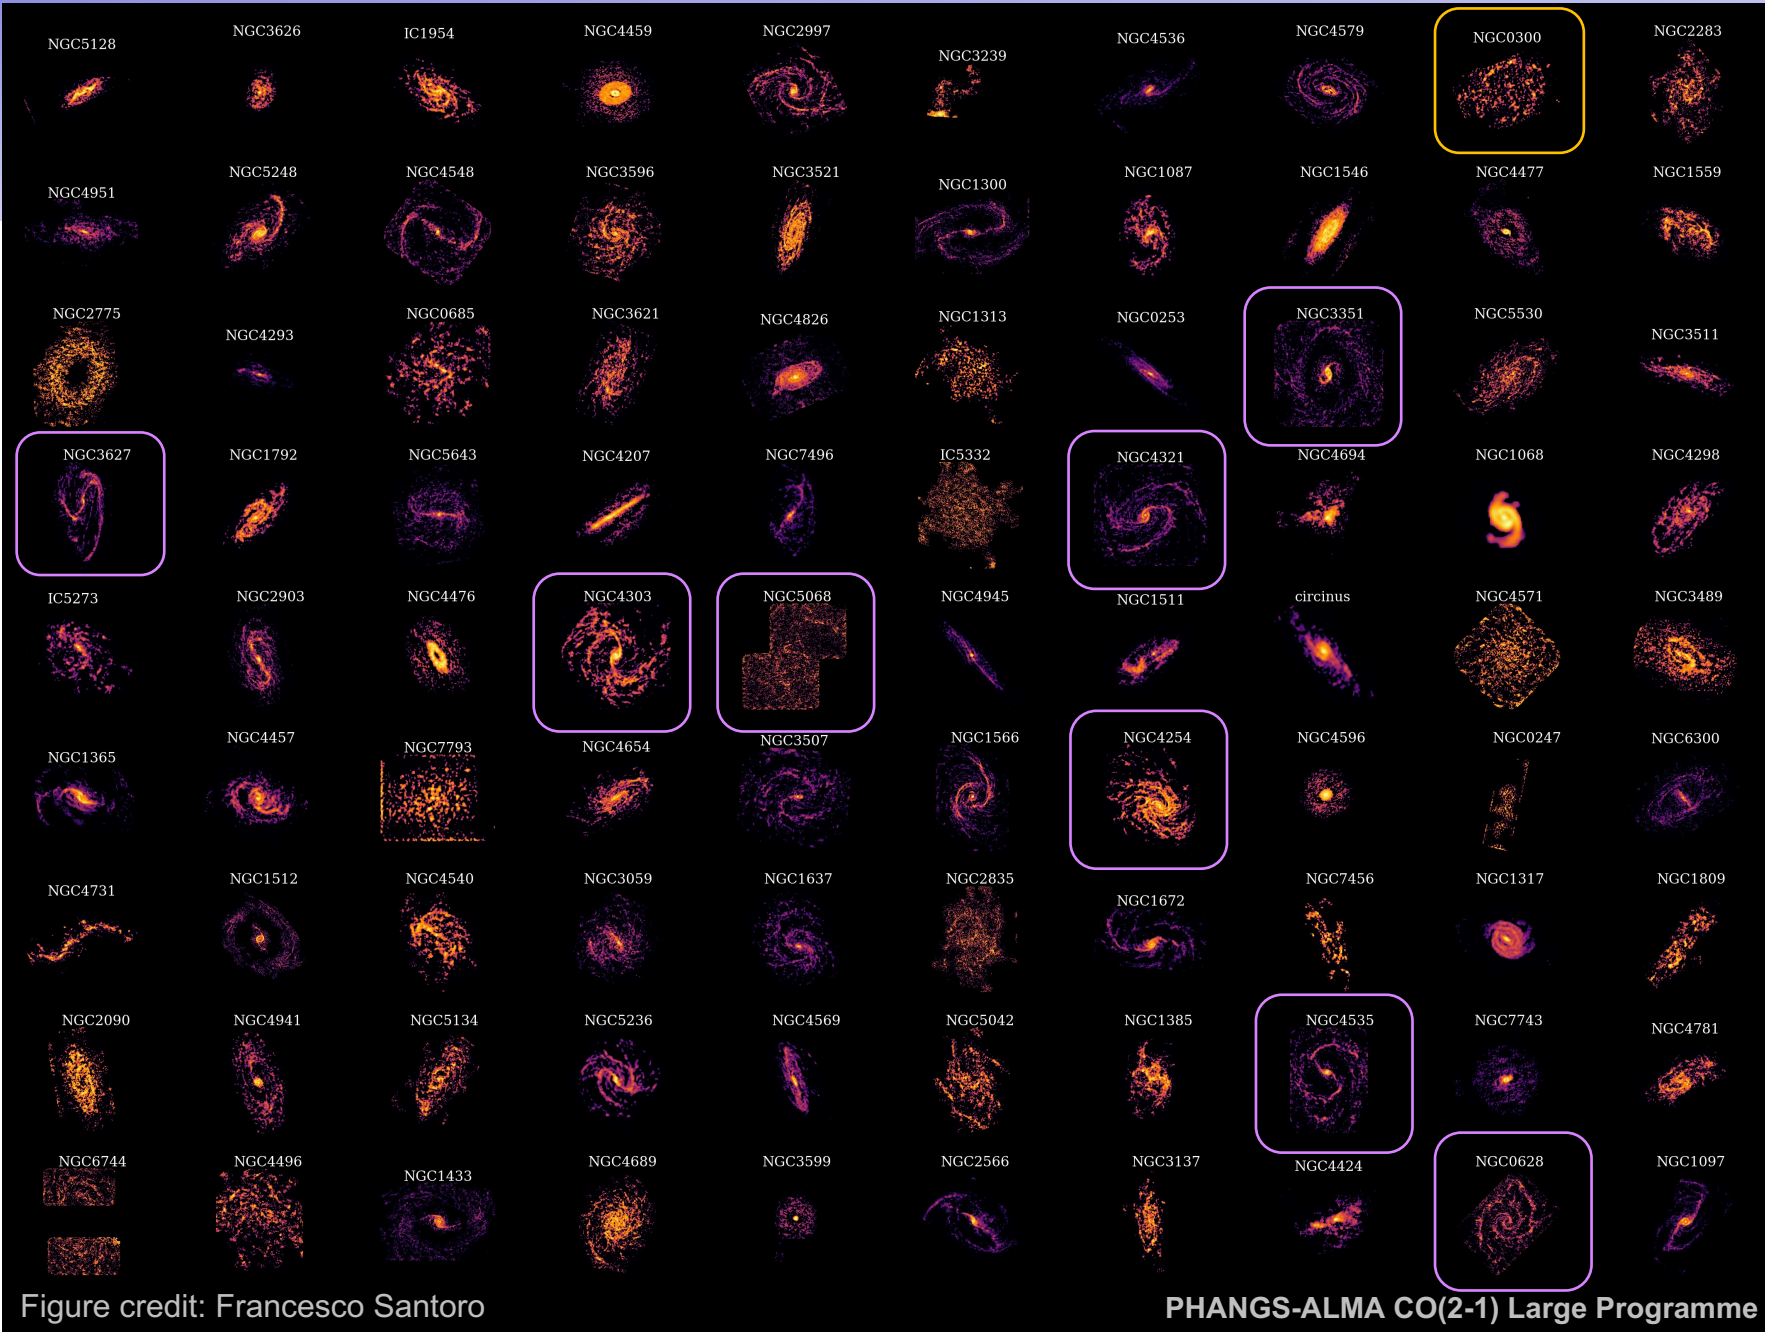 NGC5128 NGC3626 IC1954 NGC4459 NGC2997 NGC3239 NGC4536 NGC4579 NGC0300 NGC2283
NGC4951 NGC5248 NGC4548 NGC3596 NGC3521 NGC1300 NGC1087 NGC1546 NGC4477 NGC1559
NGC2775 NGC4293 NGC0685 NGC3621 NGC4826 NGC1313 NGC0253 NGC3351 NGC5530 NGC3511
NGC3627 NGC1792 NGC5643 NGC4207 NGC7496 IC5332 NGC4321 NGC4694 NGC1068 NGC4298
IC5273 NGC2903 NGC4476 NGC4303 NGC5068 NGC4945 NGC1511 circinus NGC4571 NGC3489
NGC1365 NGC4457 NGC7793 NGC4654 NGC3507 NGC1566 NGC4254 NGC4596 NGC0247 NGC6300
NGC4731 NGC1512 NGC4540 NGC3059 NGC1637 NGC2835 NGC1672 NGC7456 NGC1317 NGC1809
NGC2090 NGC4941 NGC5134 NGC5236 NGC4569 NGC5042 NGC1385 NGC4535 NGC7743 NGC4781
NGC6744 NGC4496 NGC1433 NGC4689 NGC3599 NGC2566 NGC3137 NGC4424 NGC0628 NGC1097
Figure credit: Francesco Santoro
PHANGS-ALMA CO(2-1) Large Programme